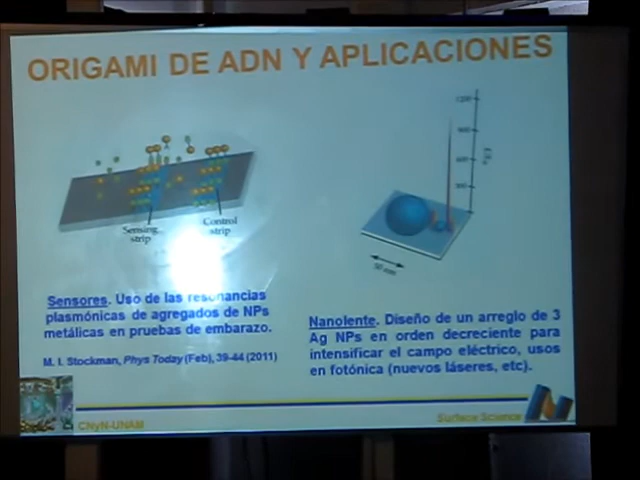 ORIGAMI DE ADN Y APLICACIONES
Sensing
strip
Control
strip
50 nm
Sensores. Uso de las resonancias
plasmónicas de agregados de NPs
metálicas en pruebas de embarazo.
M. I. Stockman, Phys Today (Feb), 39-44 (2011)
Nanolente. Diseño de un arreglo de 3
Ag NPs en orden decreciente para
intensificar el campo eléctrico, usos
en fotónica (nuevos láseres, etc).
CNyN-UNAM
Surface Science